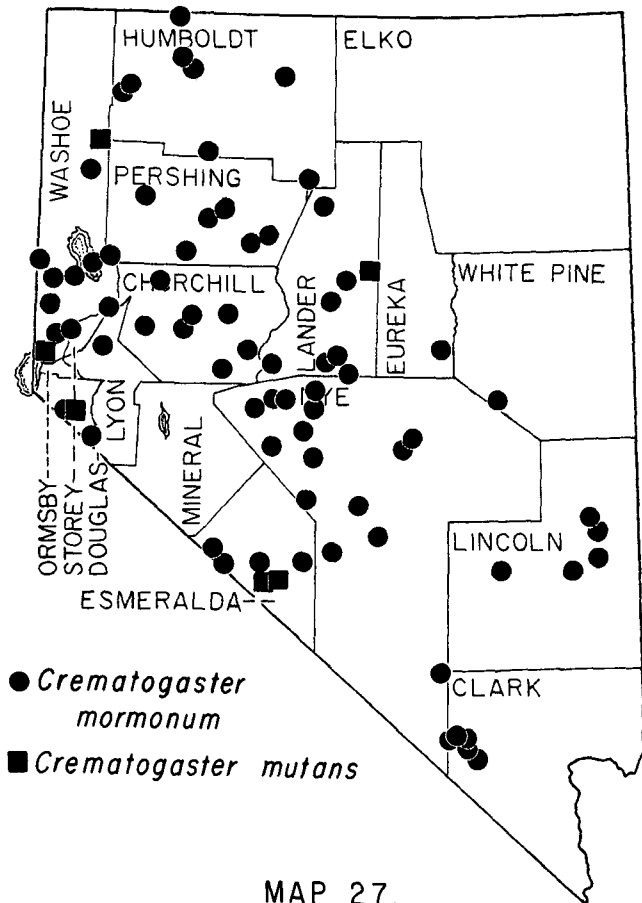 HUMBOLDT
ELKO
WASHOE
PERSHING
CHURCHILL
LANDER
EUREKA
WHITE PINE
NYE
LYON
MINERAL
ORMSBY
STOREY
DOUGLAS
LINCOLN
ESMERALDA
CLARK
Crematogaster
mormonum
Crematogaster mutans
MAP 27.